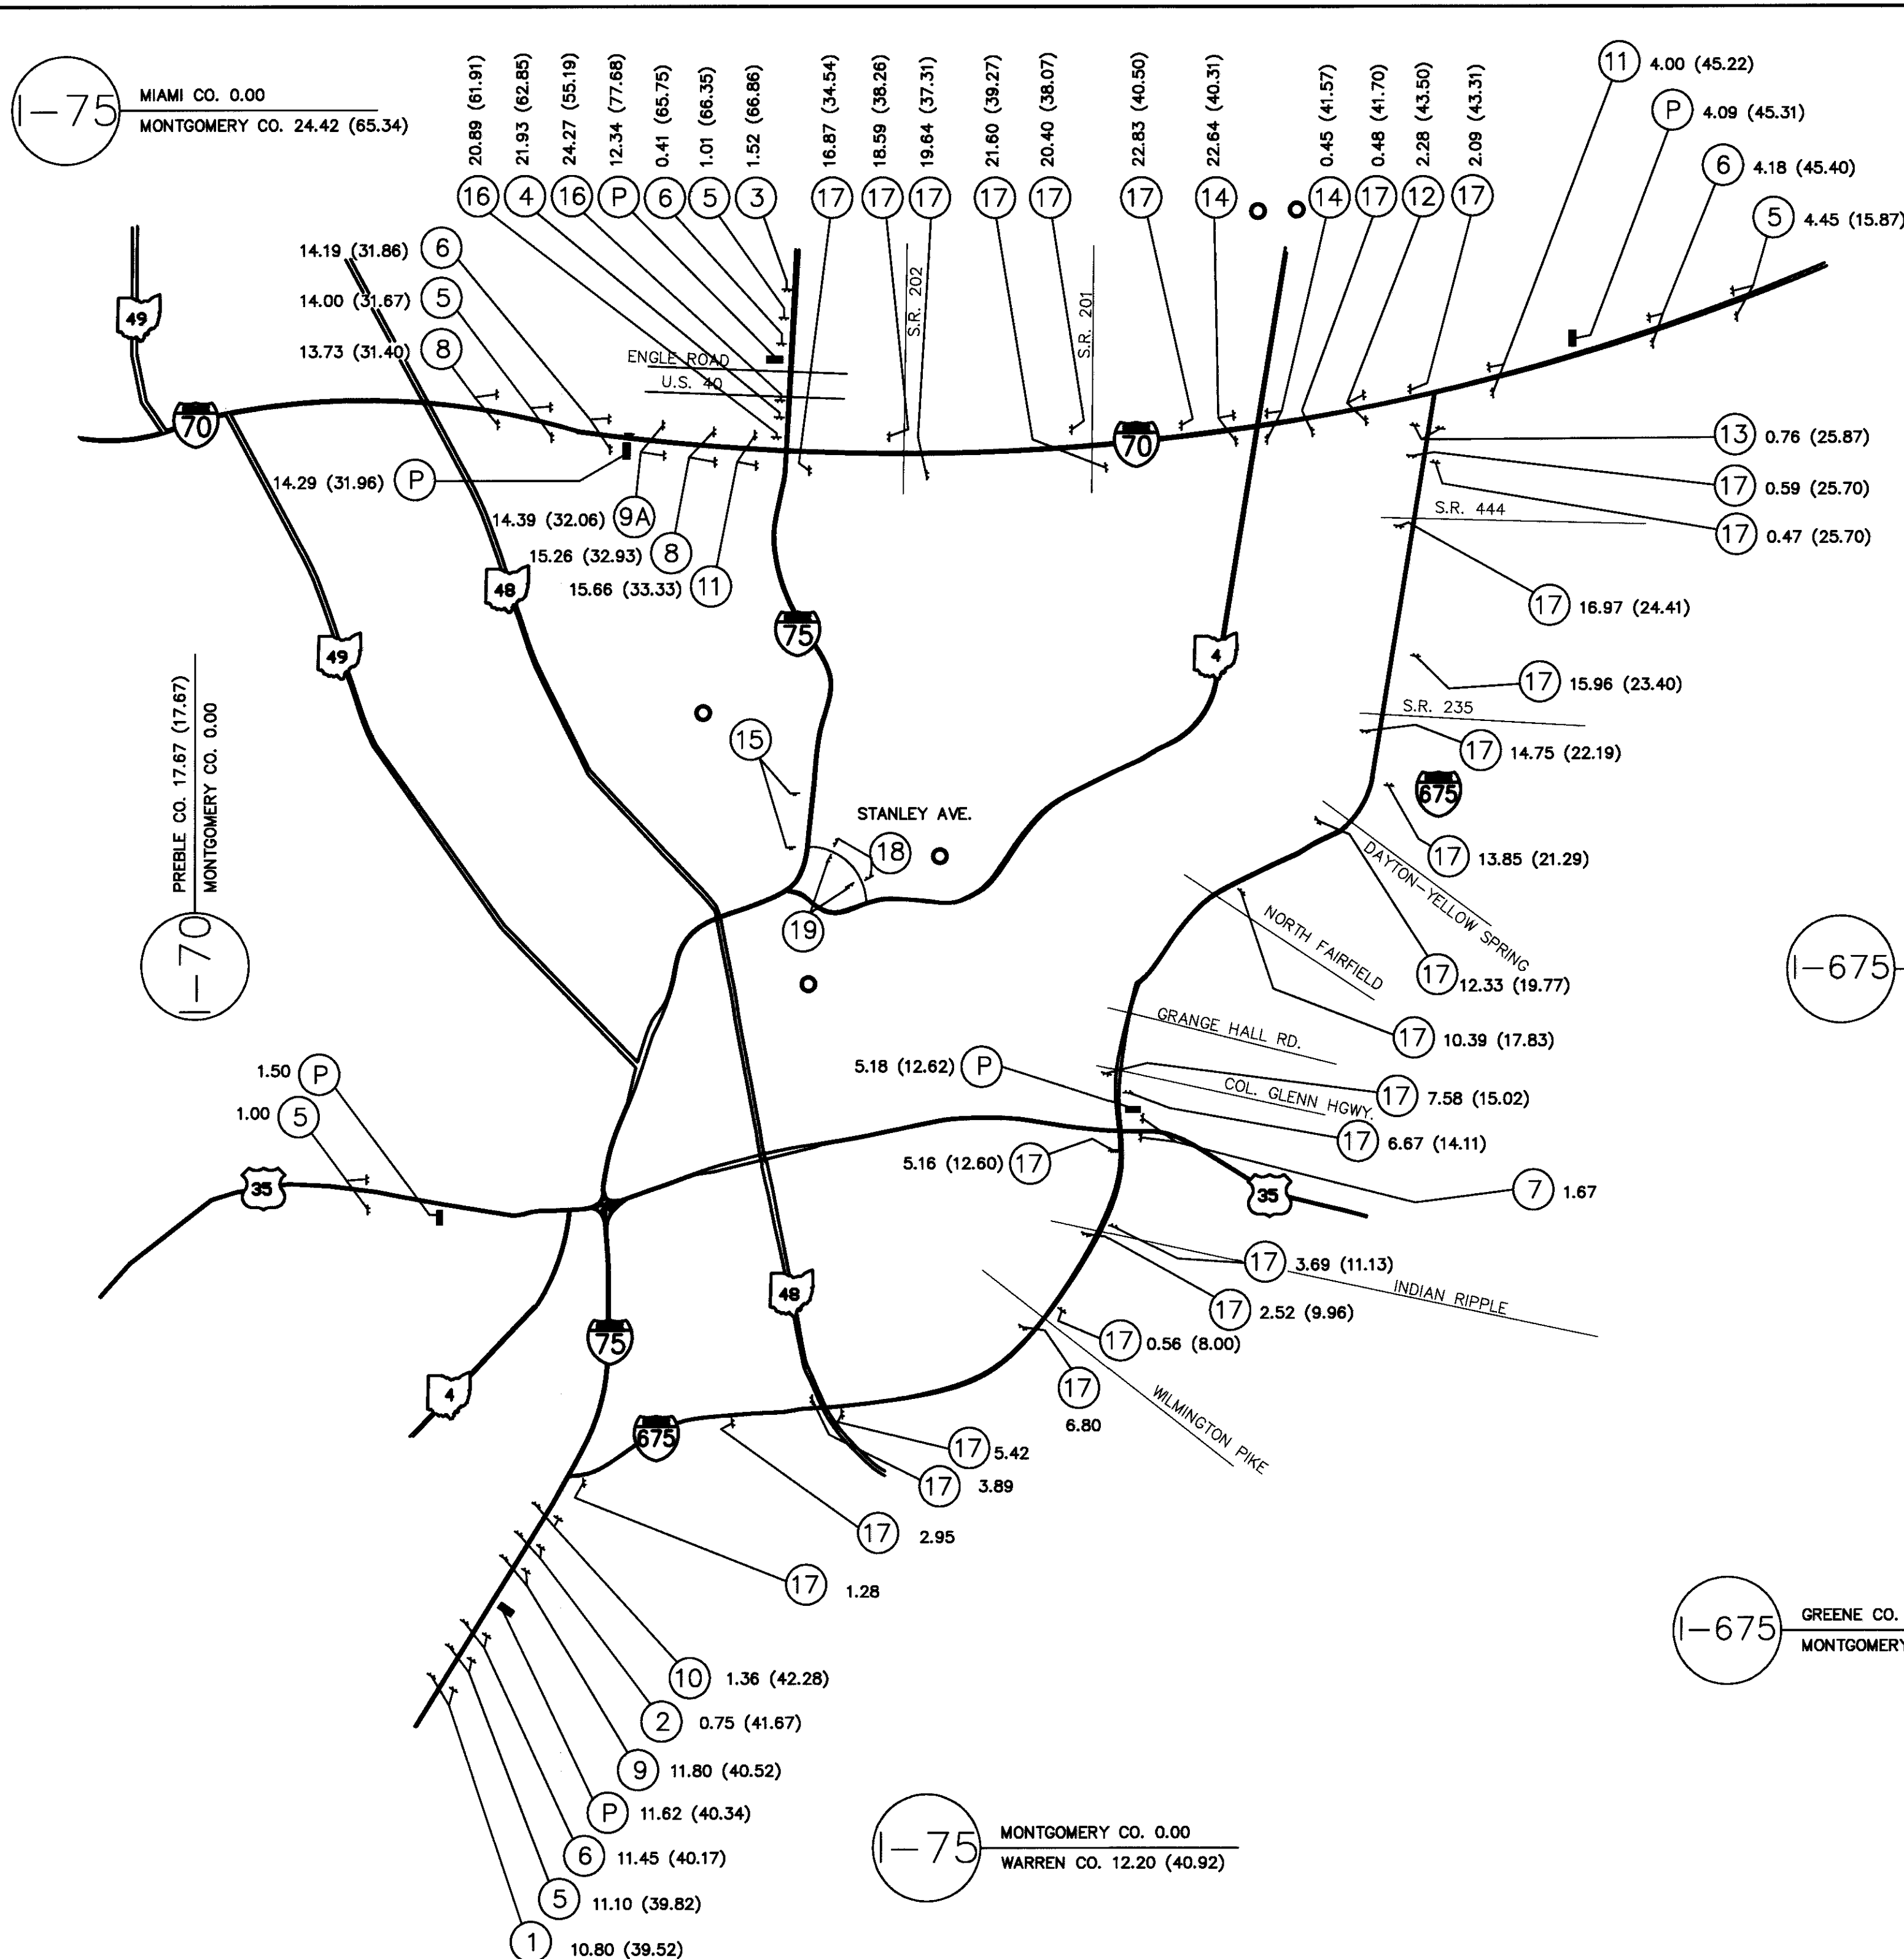 I-75
MIAMI CO. 0.00
MONTGOMERY CO. 24.42 (65.34)
20.89 (61.91)
21.93 (62.85)
24.27 (55.19)
12.34 (77.68)
0.41 (65.75)
1.01 (66.35)
1.52 (66.86)
16.87 (34.54)
18.59 (38.26)
19.64 (37.31)
21.60 (39.27)
20.40 (38.07)
22.83 (40.50)
22.64 (40.31)
0.45 (41.57)
0.48 (41.70)
2.28 (43.50)
2.09 (43.31)
16 4 16 P 6 5 3 17 17 17 17 17 17 14 14 17 12 17
11 4.00 (45.22)
P 4.09 (45.31)
6 4.18 (45.40)
5 4.45 (15.87)
14.19 (31.86) 6
14.00 (31.67) 5
13.73 (31.40) 8
49
S.R. 202
S.R. 201
ENGLE ROAD
U.S. 40
70
70
14.29 (31.96) P
14.39 (32.06) 9A
15.26 (32.93) 8
15.66 (33.33) 11
13 0.76 (25.87)
17 0.59 (25.70)
S.R. 444
17 0.47 (25.70)
48
75
17 16.97 (24.41)
49
4
17 15.96 (23.40)
S.R. 235
17 14.75 (22.19)
675
PREBLE CO. 17.67 (17.67)
MONTGOMERY CO. 0.00
I-70
15
STANLEY AVE.
18
19
17 13.85 (21.29)
DAYTON-YELLOW SPRING
NORTH FAIRFIELD
17 12.33 (19.77)
I-675
GRANGE HALL RD.
17 10.39 (17.83)
1.50 P
1.00 5
5.18 (12.62) P
COL. GLENN HGWY.
17 7.58 (15.02)
17 6.67 (14.11)
5.16 (12.60) 17
35
35
7 1.67
17 3.69 (11.13)
INDIAN RIPPLE
48
17 2.52 (9.96)
75
17 0.56 (8.00)
17
6.80
WILMINGTON PIKE
4
675
17 5.42
17 3.89
17 2.95
17 1.28
I-675
GREENE CO.
MONTGOMERY
10 1.36 (42.28)
2 0.75 (41.67)
9 11.80 (40.52)
P 11.62 (40.34)
6 11.45 (40.17)
5 11.10 (39.82)
1 10.80 (39.52)
I-75
MONTGOMERY CO. 0.00
WARREN CO. 12.20 (40.92)